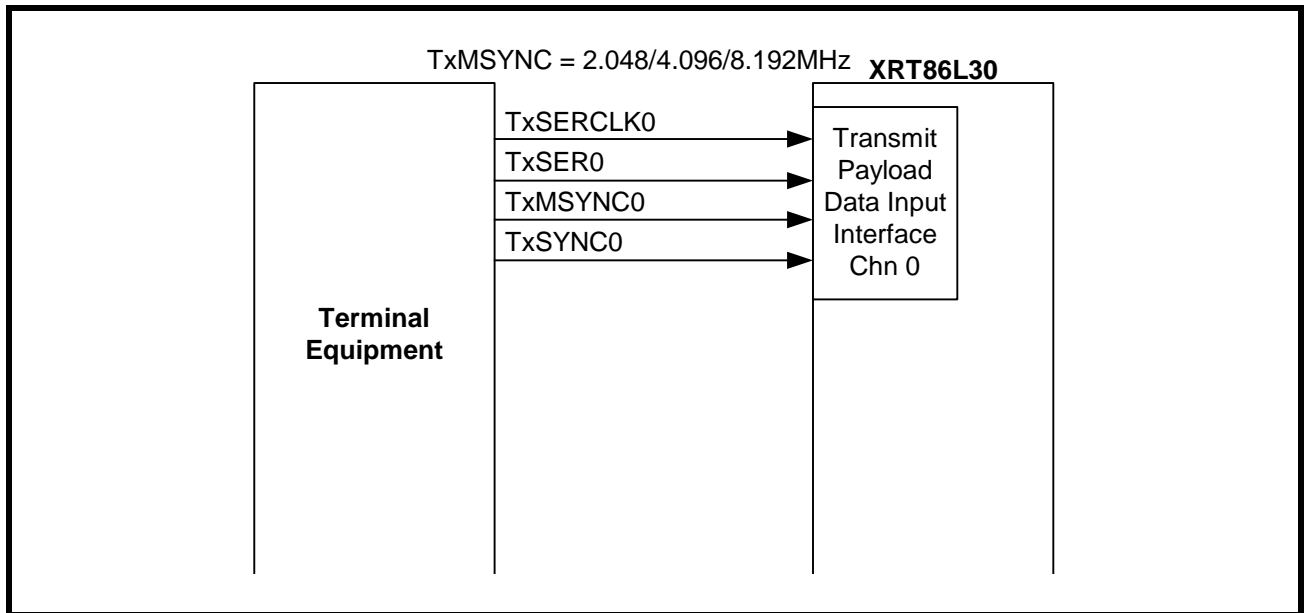 TxMSYNC = 2.048/4.096/8.192MHz
XRT86L30
TxSERCLK0
TxSER0
TxMSYNC0
TxSYNC0
Transmit
Payload
Data Input
Interface
Chn 0
Terminal
Equipment